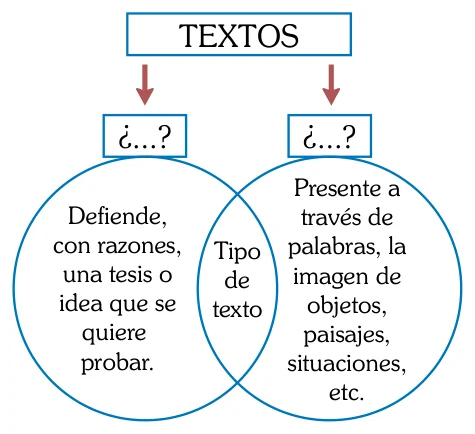 TEXTOS
¿...?
¿...?
Defiende,
con razones,
una tesis o
idea que se
quiere
probar.
Tipo
de
texto
Presente a
través de
palabras, la
imagen de
objetos,
paisajes,
situaciones,
etc.